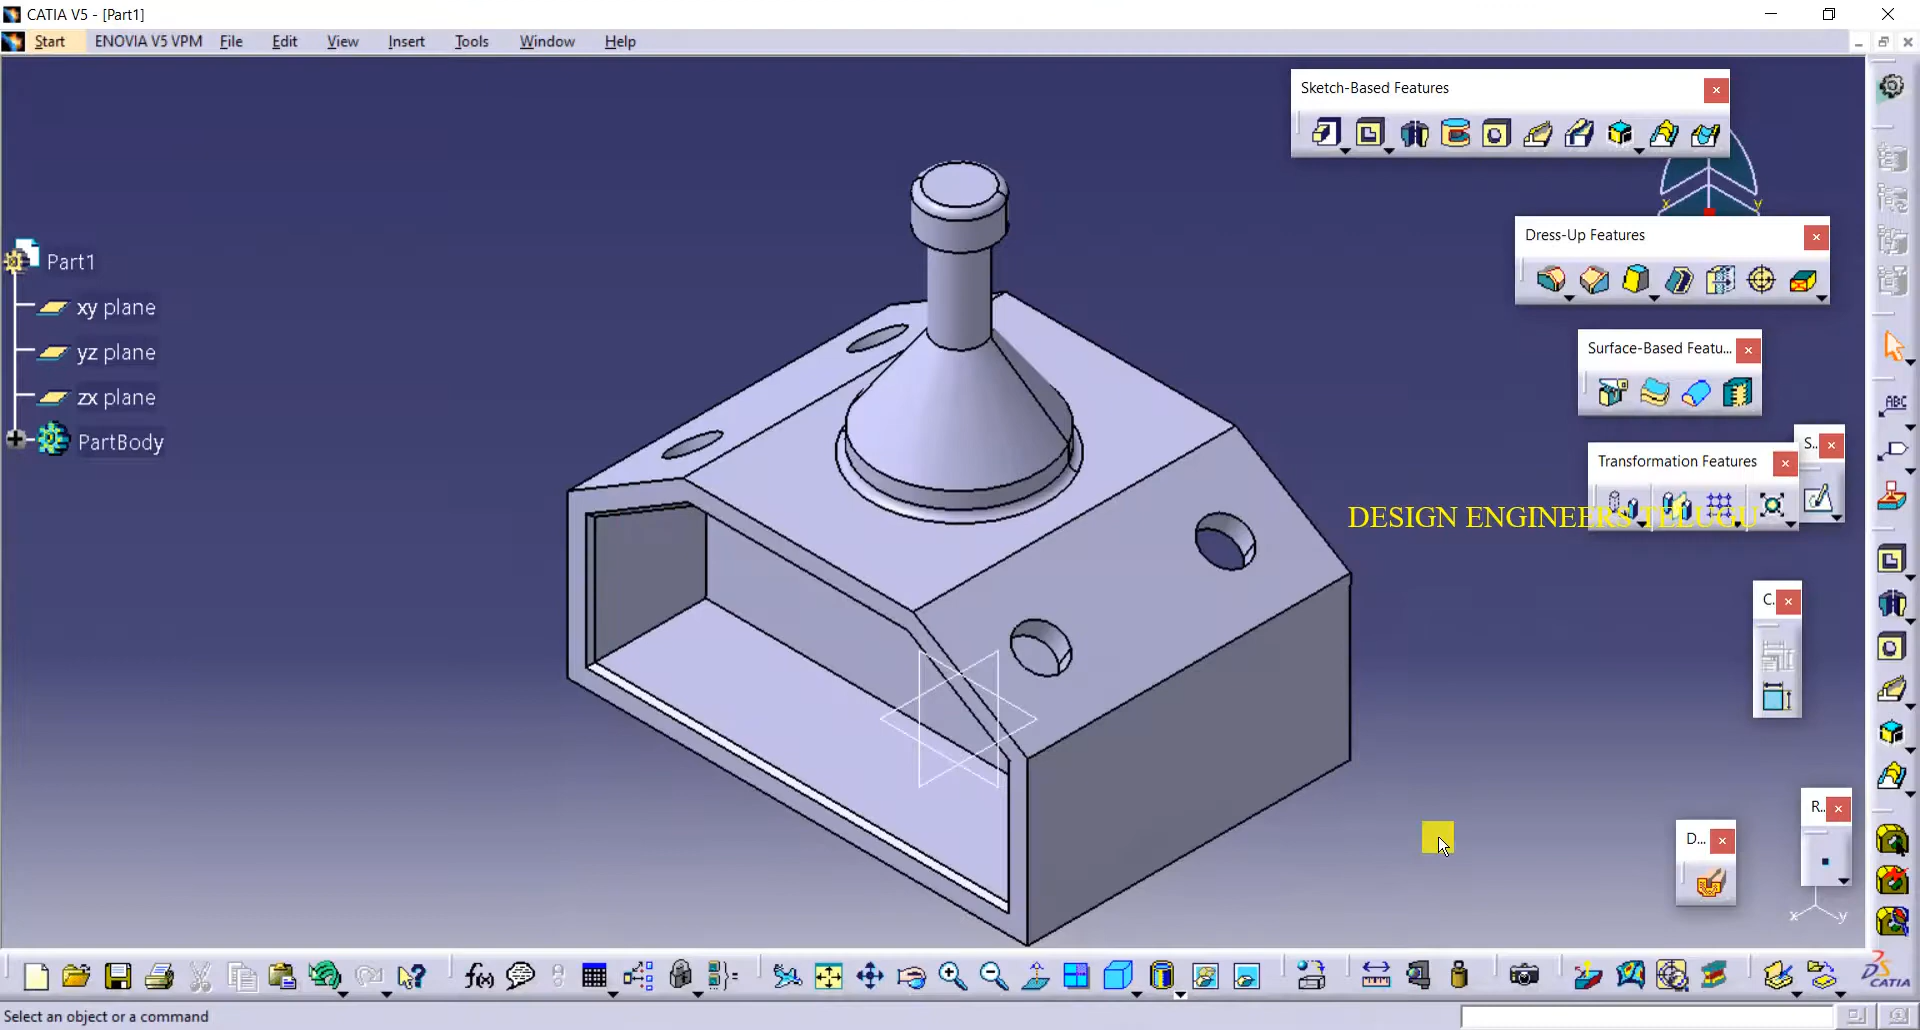 CATIA V5 - [Part1]
Start ENOVIA V5 VPM File Edit View Insert Tools Window Help
Sketch-Based Features
x y
Dress-Up Features
Part1
xy plane
yz plane
zx plane
PartBody
Surface-Based Featu...
S..
Transformation Features
ABC
DESIGN ENGINEERS TELUGU
C.
R..
D...
x y
f(x)
CATIA
Select an object or a command